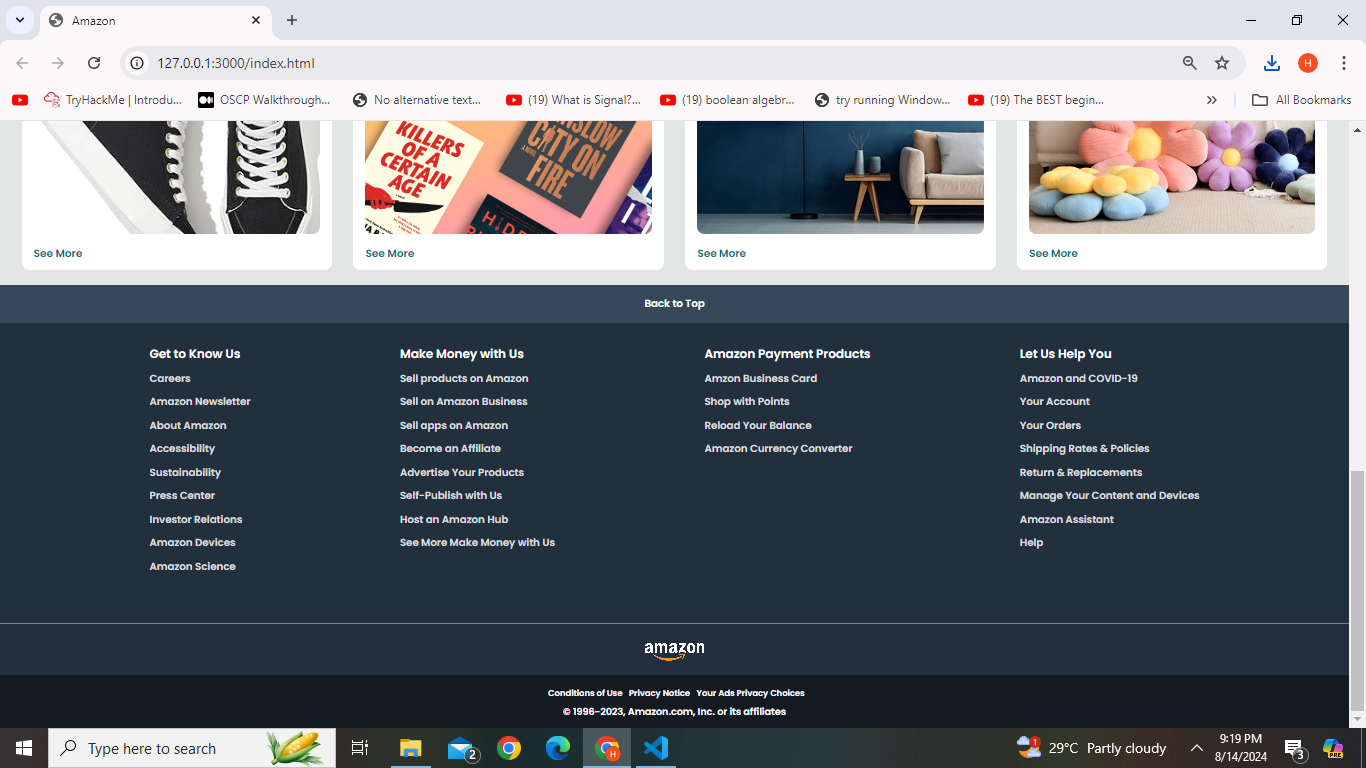 Amazon
127.0.0.1:3000/index.html
H
TryHackMe | Introdu...
OSCP Walkthrough...
No alternative text...
(19) What is Signal?...
(19) boolean algebr...
try running Window...
(19) The BEST begin...
All Bookmarks
KILLERS OF A CERTAIN AGE
CITY ON FIRE
See More
See More
See More
See More
Back to Top
Get to Know Us
Careers
Amazon Newsletter
About Amazon
Accessibility
Sustainability
Press Center
Investor Relations
Amazon Devices
Amazon Science
Make Money with Us
Sell products on Amazon
Sell on Amazon Business
Sell apps on Amazon
Become an Affiliate
Advertise Your Products
Self-Publish with Us
Host an Amazon Hub
See More Make Money with Us
Amazon Payment Products
Amzon Business Card
Shop with Points
Reload Your Balance
Amazon Currency Converter
Let Us Help You
Amazon and COVID-19
Your Account
Your Orders
Shipping Rates & Policies
Return & Replacements
Manage Your Content and Devices
Amazon Assistant
Help
amazon
Conditions of Use Privacy Notice Your Ads Privacy Choices
© 1996-2023, Amazon.com, Inc. or its affiliates
Type here to search
2
H
1
29°C Partly cloudy
9:19 PM
8/14/2024
3
PRE